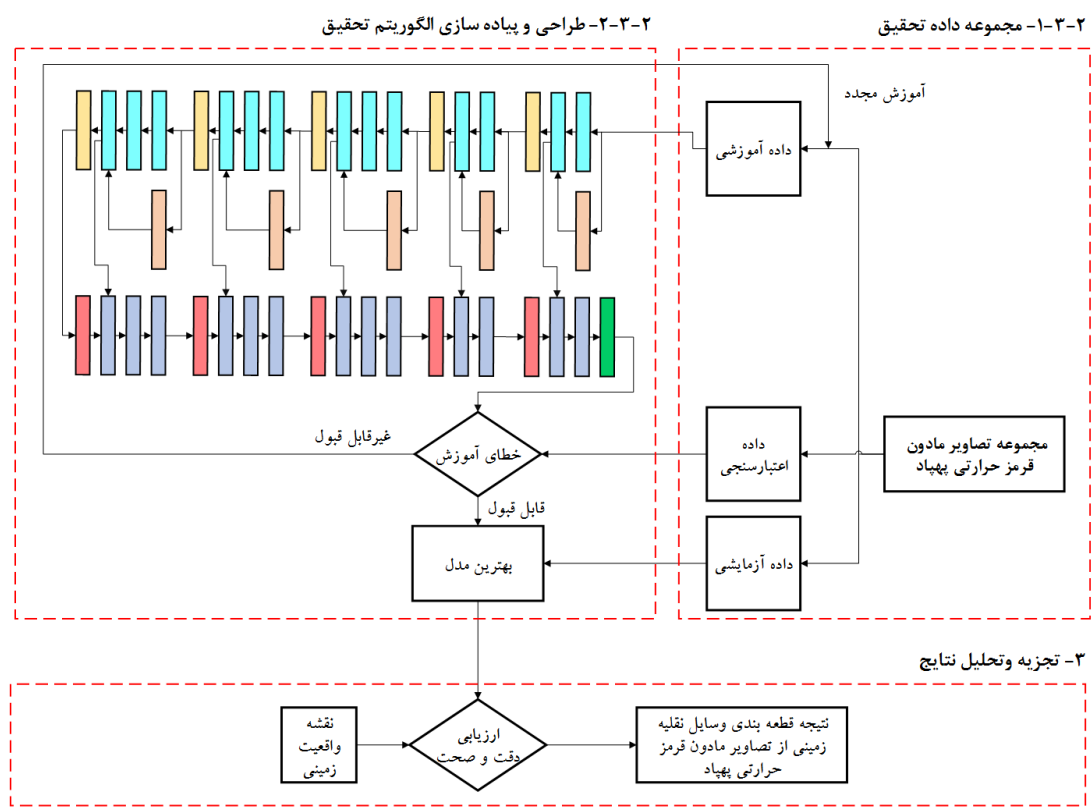 ۲-۳-۱- مجموعه داده تحقیق
۲-۳-۲- طراحی و پیاده سازی الگوریتم تحقیق
آموزش مجدد
داده آموزشی
مجموعه تصاویر مادون
قرمز حرارتی پهپاد
داده
اعتبارسنجی
داده آزمایشی
غیرقابل قبول
خطای آموزش
قابل قبول
بهترین مدل
۳- تجزیه وتحلیل نتایج
نقشه
واقعیت
زمینی
ارزیابی
دقت و صحت
نتیجه قطعه بندی وسایل نقلیه
زمینی از تصاویر مادون قرمز
حرارتی پهپاد